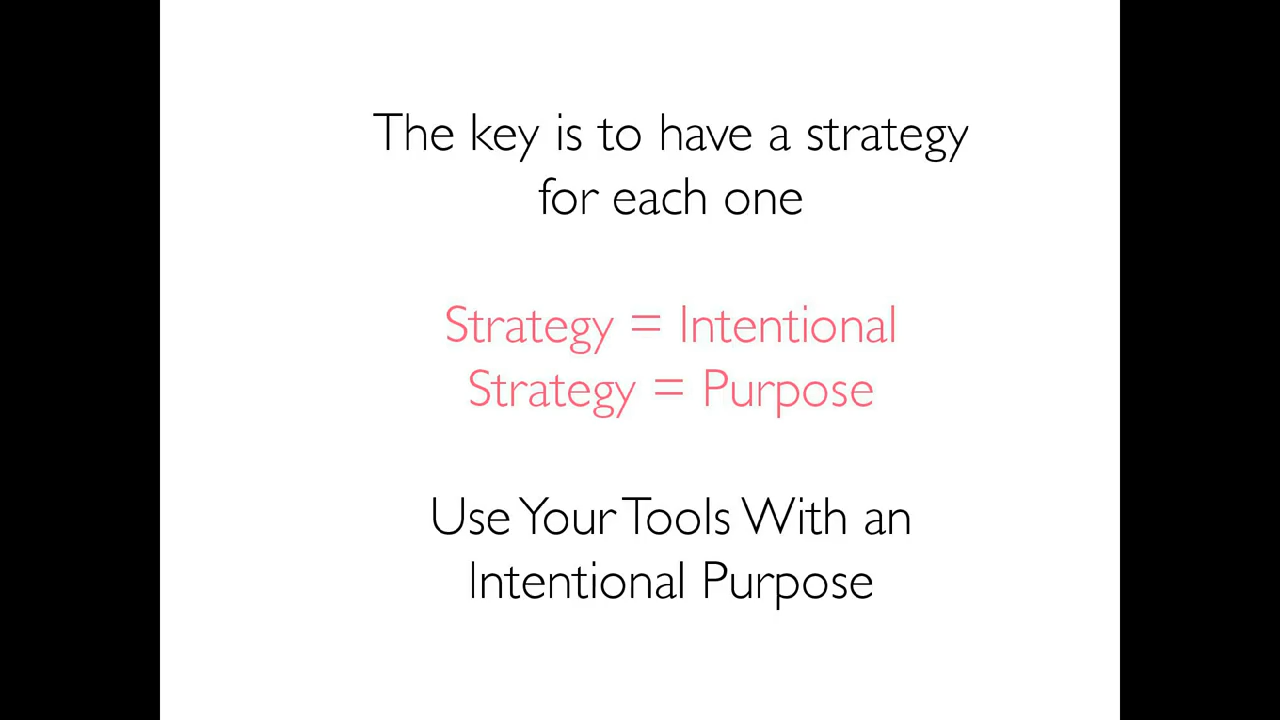 The key is to have a strategy
for each one
Strategy = Intentional
Strategy = Purpose
Use Your Tools With an
Intentional Purpose